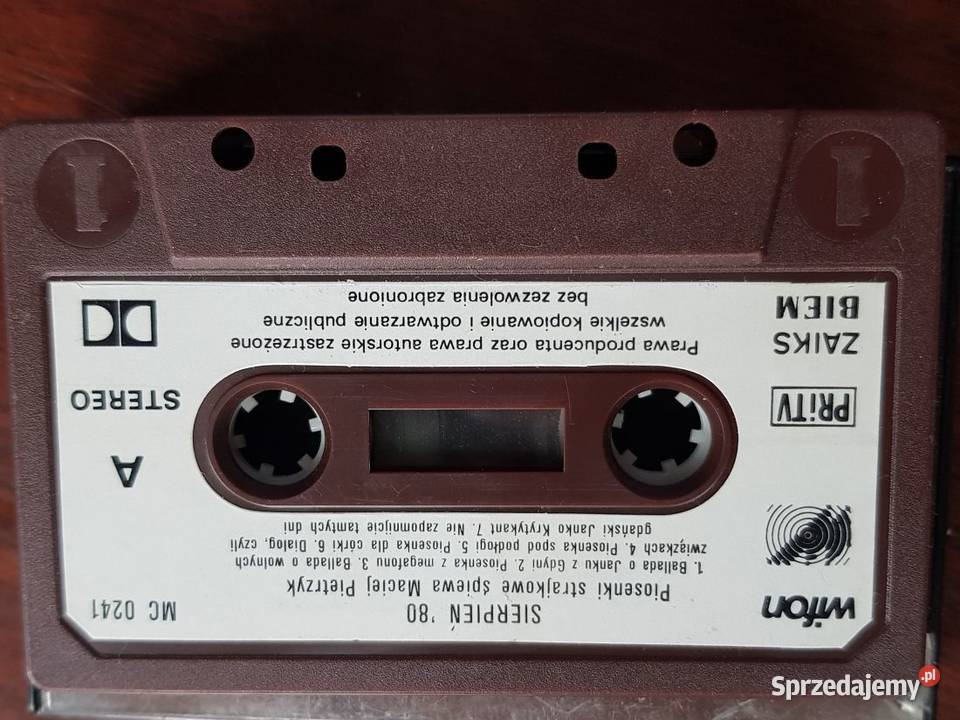 wifon
SIERPIEŃ '80
MC 0241
Piosenki strajkowe śpiewa Maciej Pietrzyk
1. Ballada o Janku z Gdyni 2. Piosenka z megafonu 3. Ballada o wolnych
związkach 4. Piosenka spod podłogi 5. Piosenka dla córki 6. Dialog, czyli
gdański Janko Krytykant 7. Nie zapomnijcie tamtych dni
A
PRiTV
STEREO
ZAIKS
BIEM
Prawa producenta oraz prawa autorskie zastrzeżone
wszelkie kopiowanie i odtwarzanie publiczne
bez zezwolenia zabronione
1
1
Sprzedajemy.pl